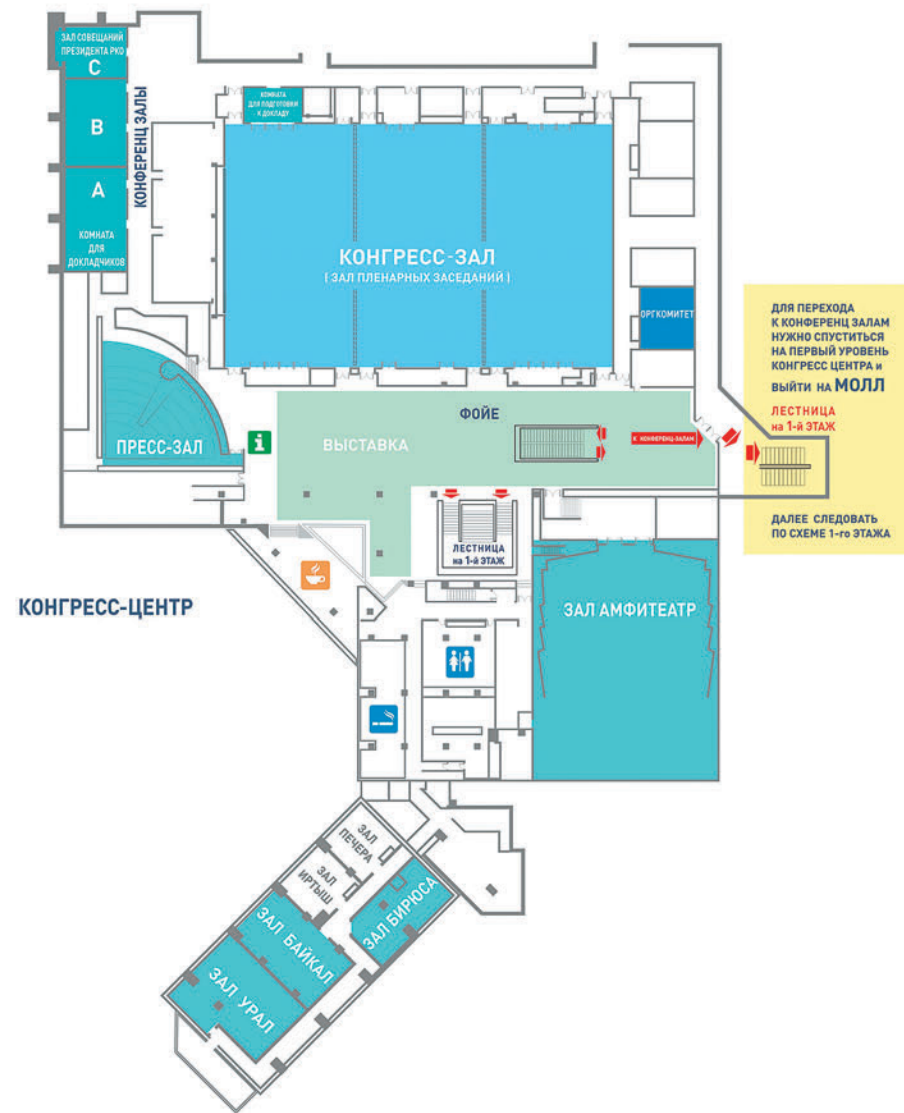 ЗАЛ СОВЕЩАНИЙ
ПРЕЗИДЕНТА РКО
C
B
A
КОМНАТА
ДЛЯ
ДОКЛАДЧИКОВ
КОНФЕРЕНЦ ЗАЛЫ
КОМНАТА
ДЛЯ ПОДГОТОВКИ
К ДОКЛАДУ
КОНГРЕСС-ЗАЛ
( ЗАЛ ПЛЕНАРНЫХ ЗАСЕДАНИЙ )
ОРГКОМИТЕТ
ДЛЯ ПЕРЕХОДА
К КОНФЕРЕНЦ ЗАЛАМ
НУЖНО СПУСТИТЬСЯ
НА ПЕРВЫЙ УРОВЕНЬ
КОНГРЕСС ЦЕНТРА и
ВЫЙТИ НА МОЛЛ
ЛЕСТНИЦА
на 1-й ЭТАЖ
ДАЛЕЕ СЛЕДОВАТЬ
ПО СХЕМЕ 1-го ЭТАЖА
ФОЙЕ
ВЫСТАВКА
К КОНФЕРЕНЦ-ЗАЛАМ
ПРЕСС-ЗАЛ
i
ЛЕСТНИЦА
на 1-й ЭТАЖ
КОНГРЕСС-ЦЕНТР
ЗАЛ АМФИТЕАТР
ЗАЛ
ПЕЧЕРА
ЗАЛ
ИРТЫШ
ЗАЛ БИРЮСА
ЗАЛ БАЙКАЛ
ЗАЛ УРАЛ